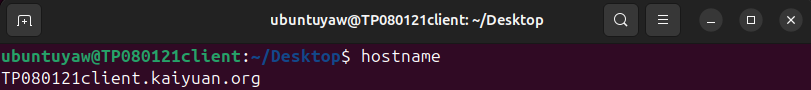 ubuntuyaw@TP080121client: ~/Desktop
ubuntuyaw@TP080121client:~/Desktop$ hostname
TP080121client.kaiyuan.org